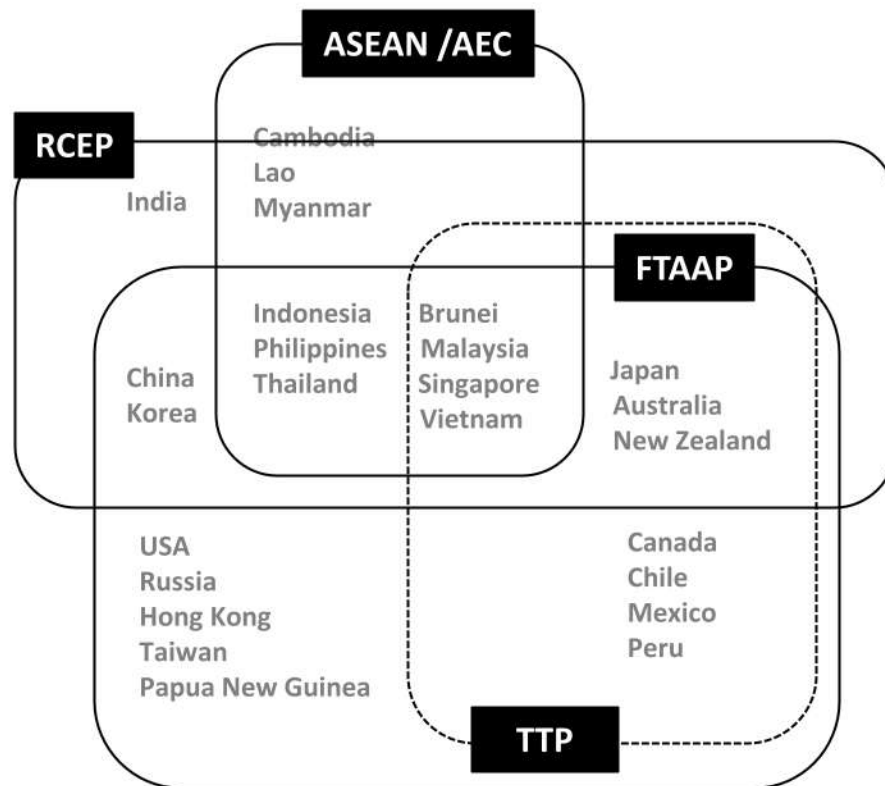 ASEAN /AEC
RCEP
Cambodia
Lao
Myanmar
India
FTAAP
Indonesia
Philippines
Thailand
Brunei
Malaysia
Singapore
Vietnam
China
Korea
Japan
Australia
New Zealand
USA
Russia
Hong Kong
Taiwan
Papua New Guinea
Canada
Chile
Mexico
Peru
TTP